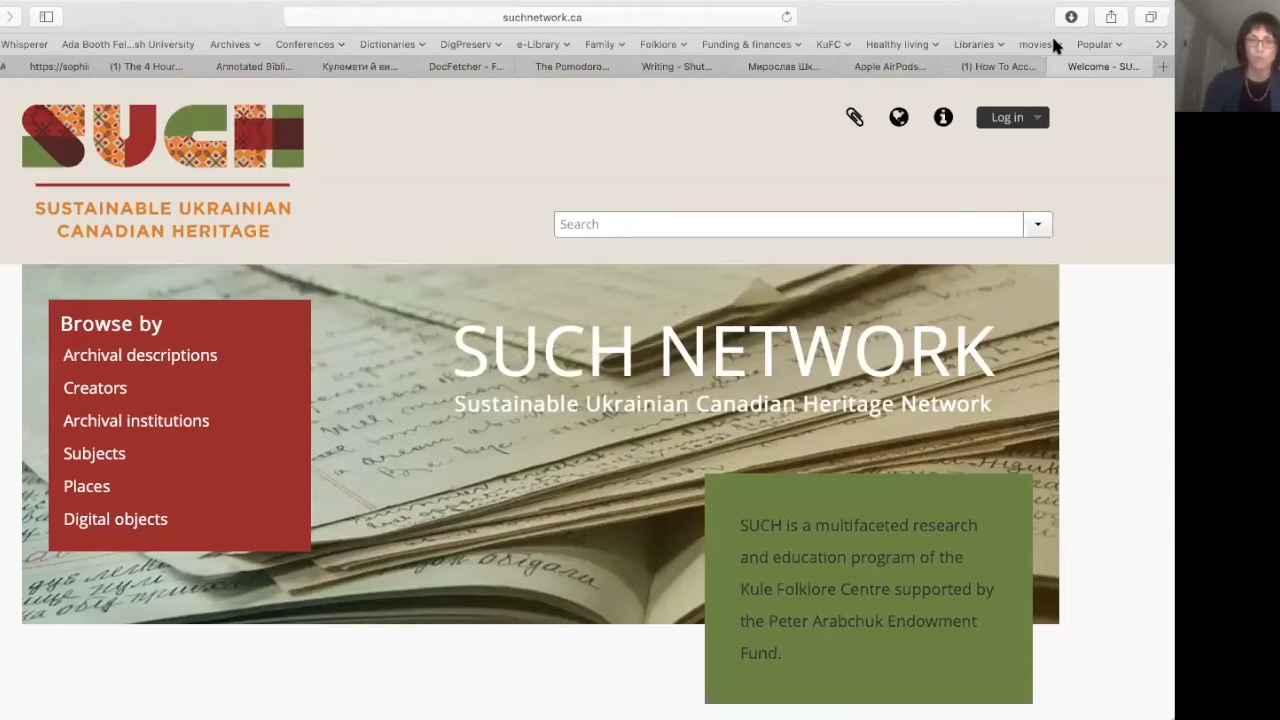 suchnetwork.ca
Whisperer Ada Booth Fel...sh University Archives Conferences Dictionaries DigPreserv e-Library Family Folklore Funding & finances KuFC Healthy living Libraries movies Popular
https://sophi (1) The 4 Hour... Annotated Bibli... Кулемети й ви... DocFetcher - F... The Pomodoro... Writing - Shut... Мирослав Шк... Apple AirPods... (1) How To Acc... Welcome - SU...
SUCH
SUSTAINABLE UKRAINIAN
CANADIAN HERITAGE
Log in
Search
Browse by
Archival descriptions
Creators
Archival institutions
Subjects
Places
Digital objects
SUCH NETWORK
Sustainable Ukrainian Canadian Heritage Network
SUCH is a multifaceted research
and education program of the
Kule Folklore Centre supported by
the Peter Arabchuk Endowment
Fund.